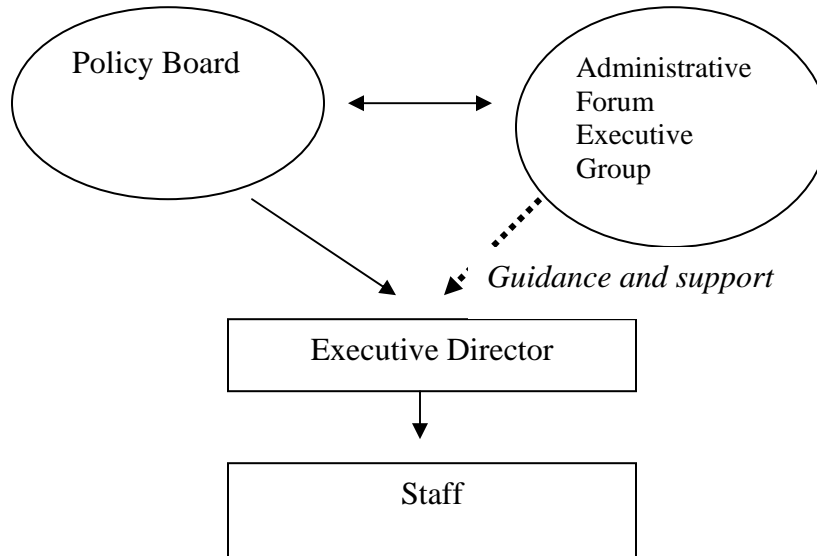 Policy Board
Administrative
Forum
Executive
Group
Guidance and support
Executive Director
Staff